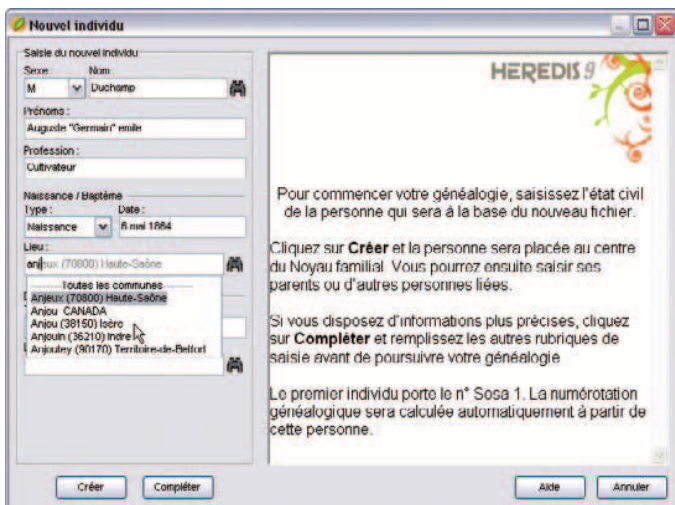 Nouvel individu
Saisie du nouvel individu
Sexe : Nom :
M Duchamp
Prénoms :
Auguste "Germain" emile
Profession :
Cultivateur
Naissance / Baptême
Type : Date :
Naissance 6 mai 1864
Lieu :
anjeux (70800) Haute-Saône
Toutes les communes
Anjeux (70800) Haute-Saône
Anjou CANADA
Anjou (38150) Isère
Anjouin (36210) Indre
Anjoutey (90170) Territoire-de-Belfort
Créer Compléter
HEREDIS 9
Pour commencer votre généalogie, saisissez l'état civil
de la personne qui sera à la base du nouveau fichier.
Cliquez sur Créer et la personne sera placée au centre
du Noyau familial. Vous pourrez ensuite saisir ses
parents ou d'autres personnes liées.
Si vous disposez d'informations plus précises, cliquez
sur Compléter et remplissez les autres rubriques de
saisie avant de poursuivre votre généalogie
Le premier individu porte le n° Sosa 1. La numérotation
généalogique sera calculée automatiquement à partir de
cette personne.
Aide Annuler